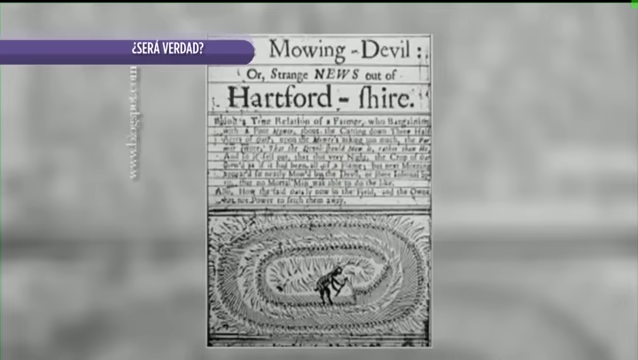 ¿SERÁ VERDAD?
Mowing-Devil:
Or, Strange NEWS out of
Hartford-shire.
Being a True Relation of a Farmer, who Bargaining
with a Poor Mower, about the Cutting down Three Half
Acres of Oats; upon the Mower's asking too much, the Far-
mer swore, That the Devil should Mow it, rather than He.
And so it fell out, that that very Night, the Crop of Oat
shew'd as if it had been all of a Flame; but next Morning
appear'd so neatly Mow'd by the Devil, or some Infernal Spi-
rit, that no Mortal Man was able to do the like.
Also, How the said Oats ly now in the Field, and the Owner
has not Power to fetch them away.
www.blogspot.com